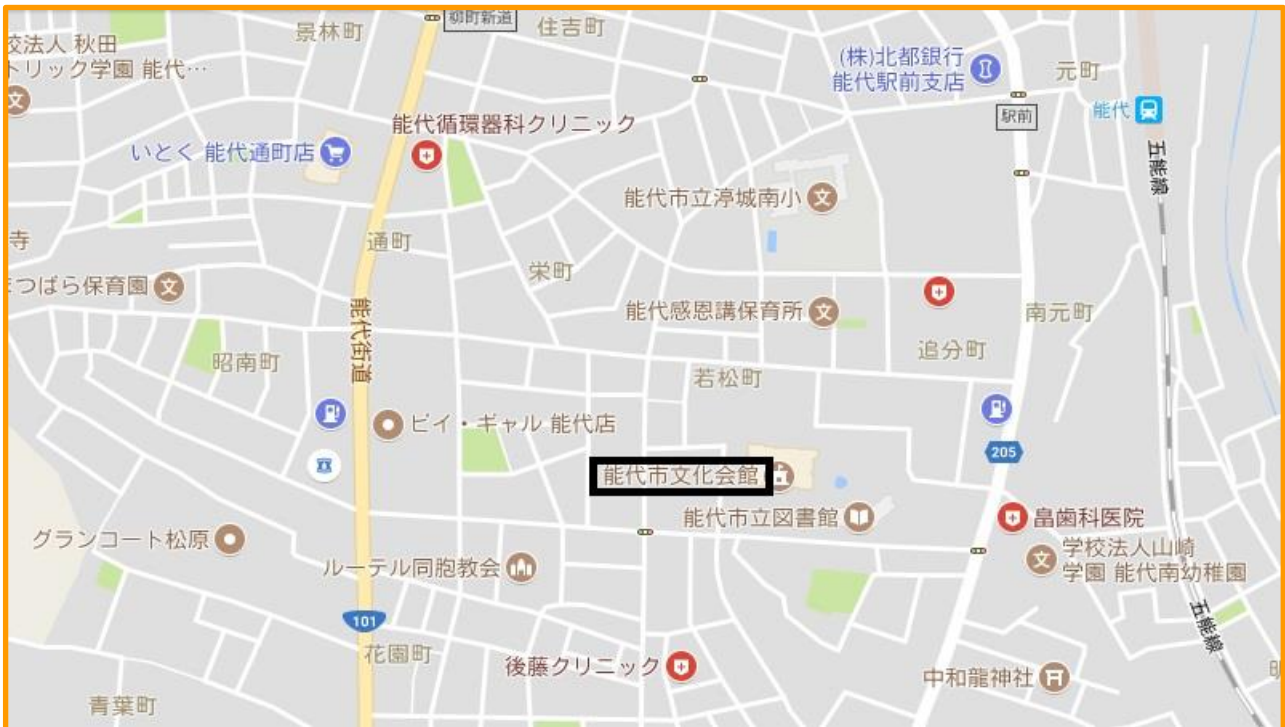 柳町新道
景林町
住吉町
校法人 秋田
トリック学園 能代…
(株)北都銀行
能代駅前支店
元町
駅前
能代
五能線
能代循環器科クリニック
いとく 能代通町店
能代市立渟城南小
寺
通町
栄町
まつばら保育園
能代感恩講保育所
南元町
能代街道
昭南町
追分町
若松町
ビイ・ギャル 能代店
205
能代市文化会館
能代市立図書館
畠歯科医院
グランコート松原
ルーテル同胞教会
学校法人山崎
学園 能代南幼稚園
101
五能線
花園町
後藤クリニック
中和龍神社
青葉町